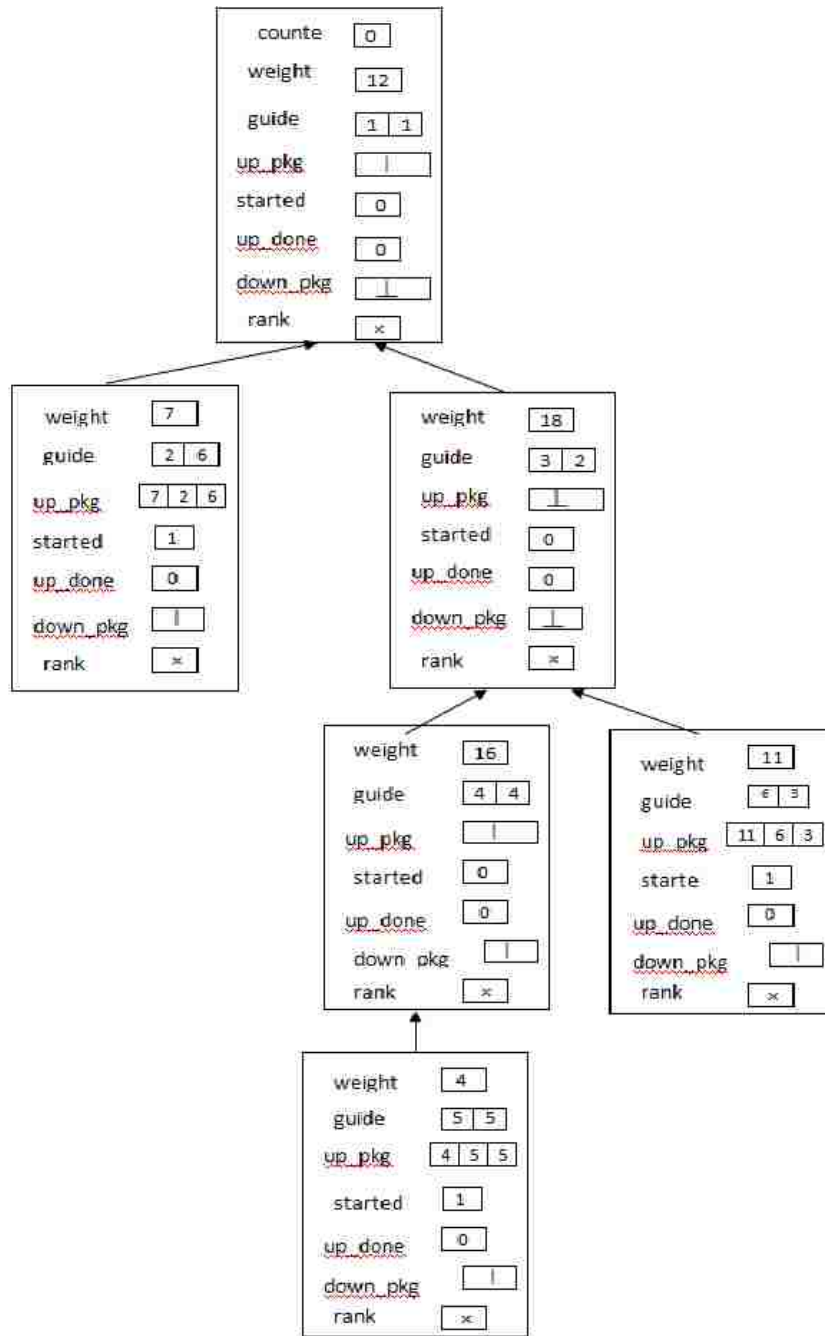 counte 0
weight 12
guide 1 1
up_pkg ⊥
started 0
up_done 0
down_pkg ⊥
rank ×
weight 7
guide 2 6
up_pkg 7 2 6
started 1
up_done 0
down_pkg ⊥
rank ×
weight 18
guide 3 2
up_pkg ⊥
started 0
up_done 0
down_pkg ⊥
rank ×
weight 16
guide 4 4
up_pkg ⊥
started 0
up_done 0
down pkg ⊥
rank ×
weight 11
guide 6 3
up_pkg 11 6 3
starte 1
up_done 0
down_pkg ⊥
rank ×
weight 4
guide 5 5
up_pkg 4 5 5
started 1
up_done 0
down_pkg ⊥
rank ×